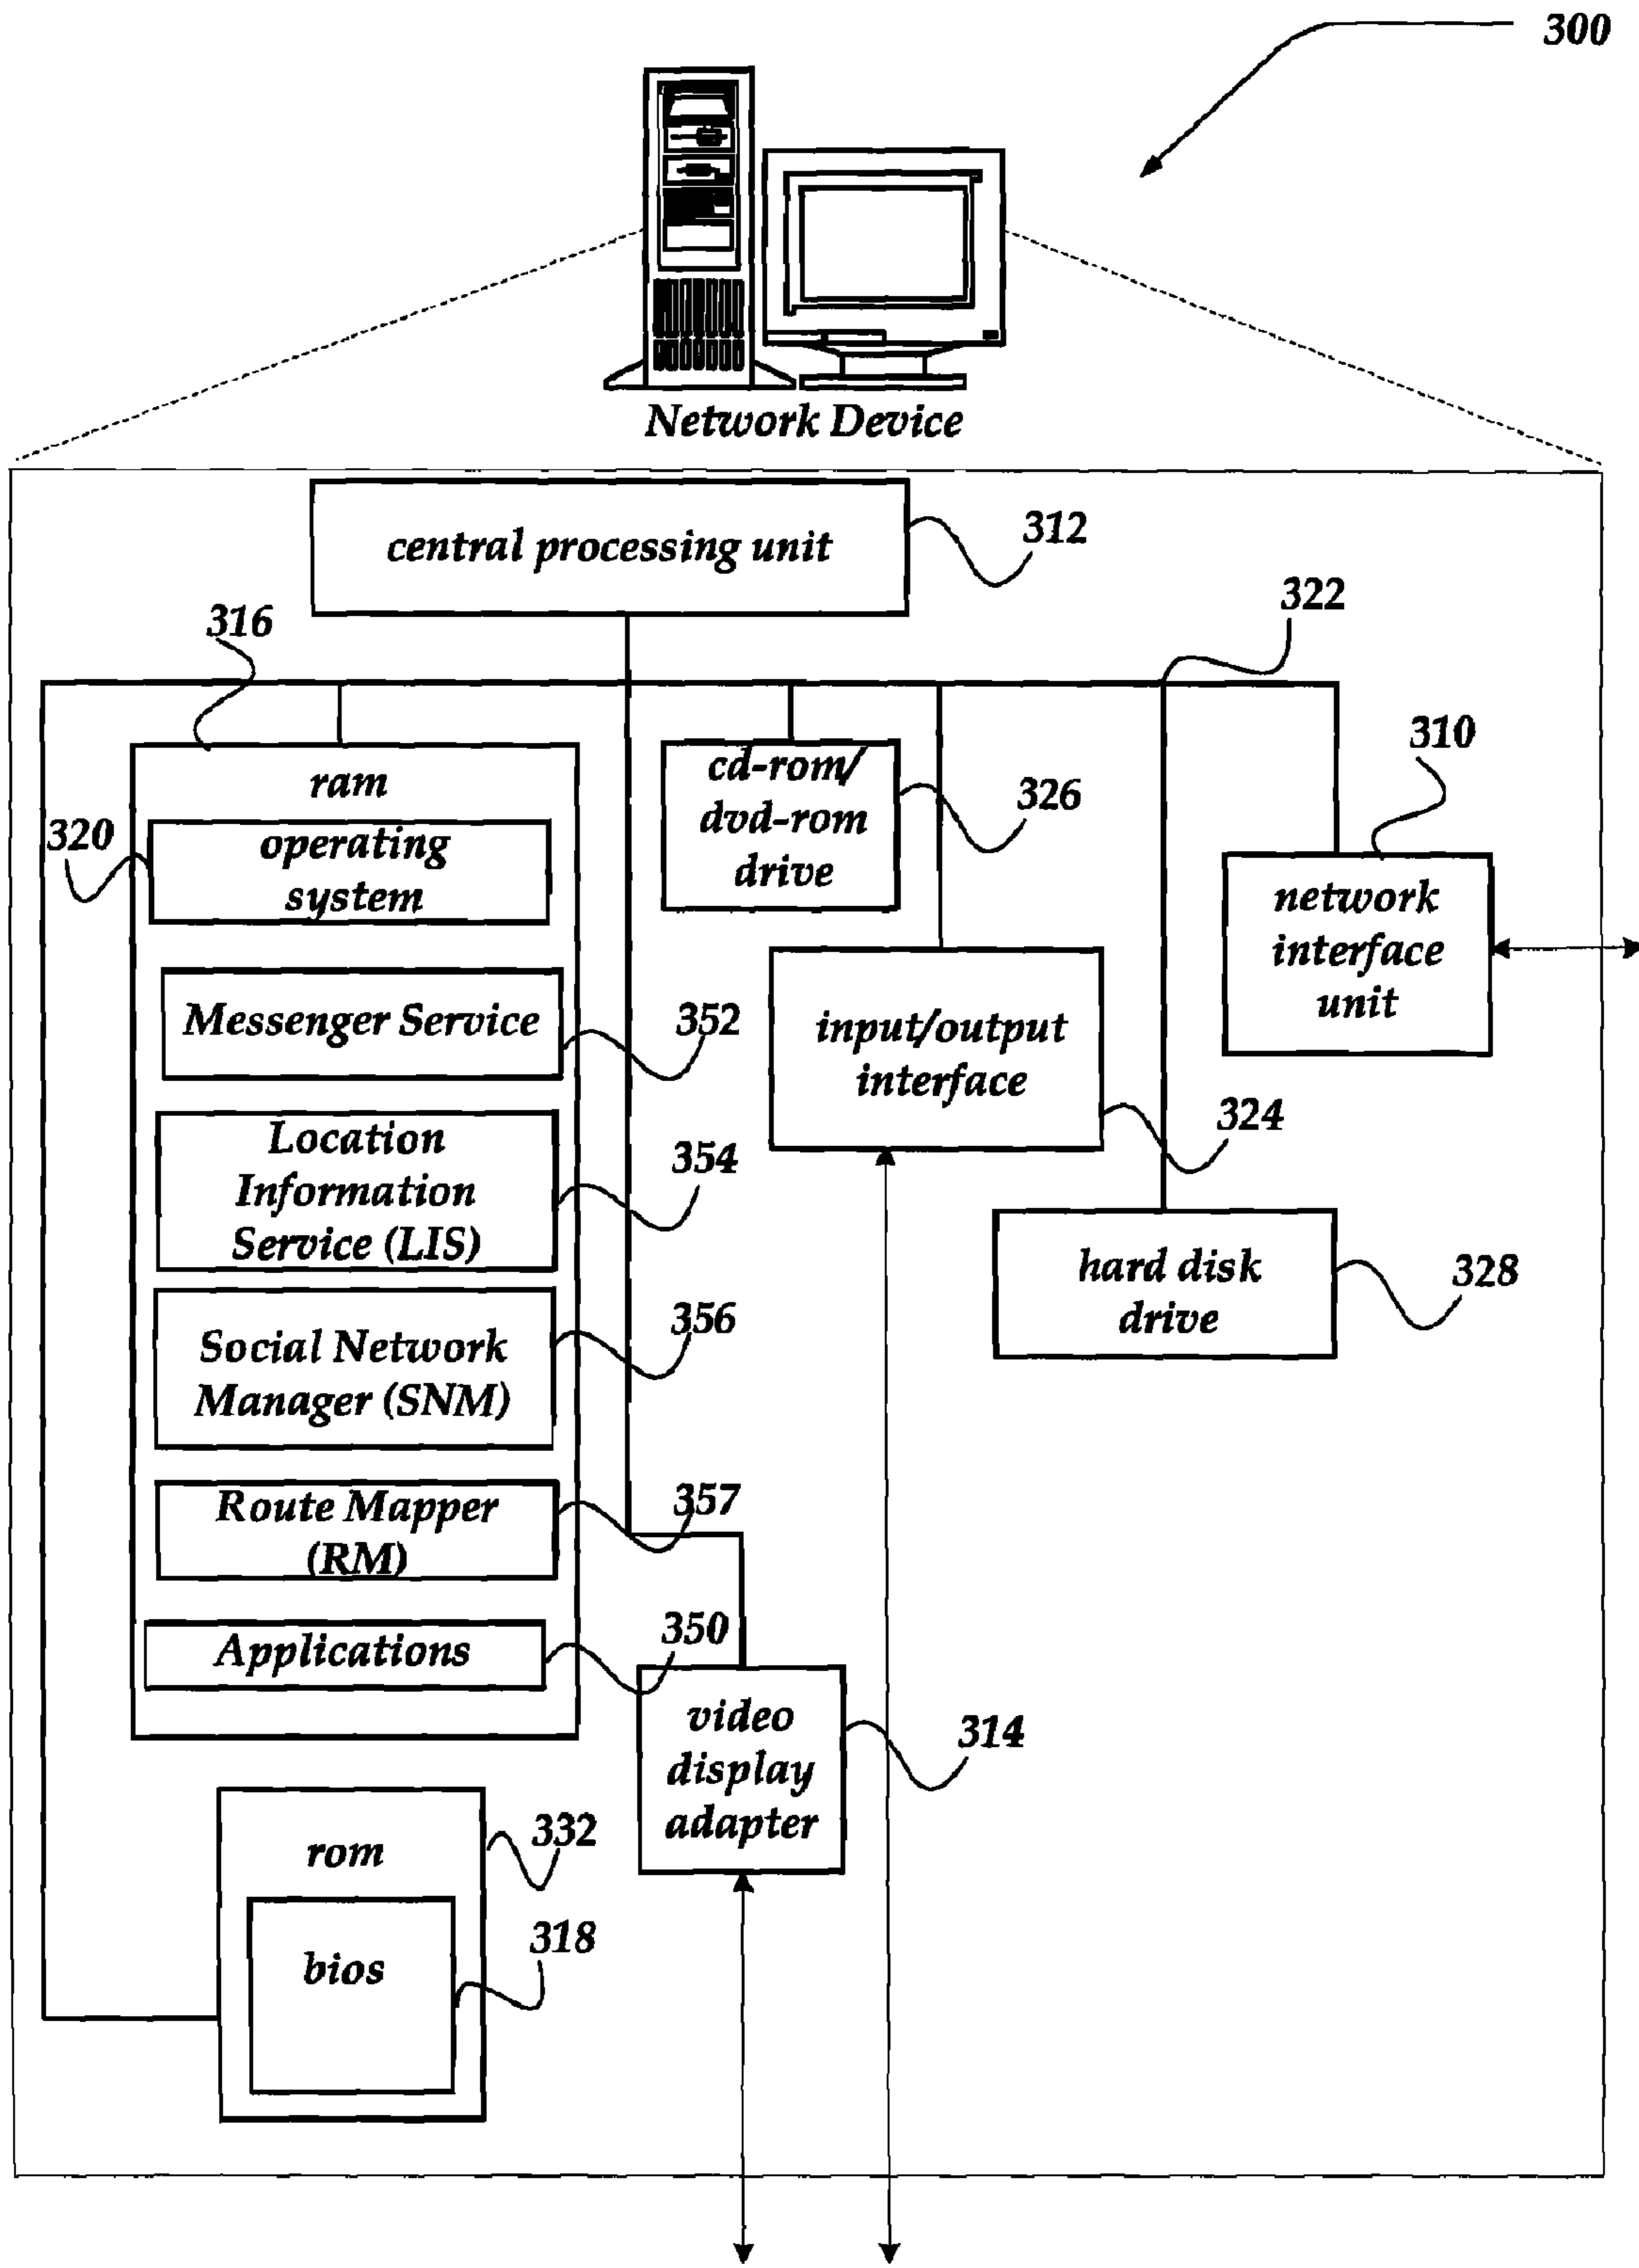 300
Network Device
central processing unit
312
322
316
310
ram
cd-rom/
dvd-rom
drive
326
320
operating
system
network
interface
unit
Messenger Service
352
input/output
interface
Location
Information
Service (LIS)
354
324
hard disk
drive
328
Social Network
Manager (SNM)
356
Route Mapper
(RM)
357
Applications
350
video
display
adapter
314
rom
332
bios
318